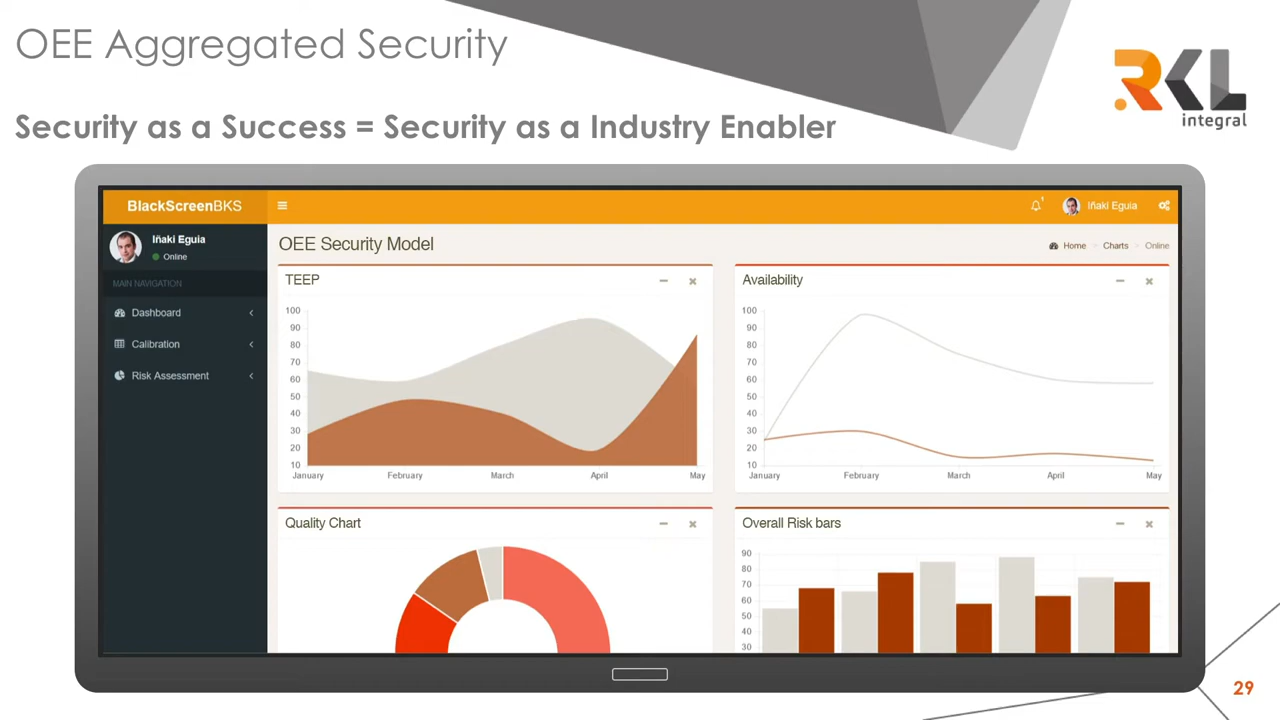 OEE Aggregated Security
RKL
integral
Security as a Success = Security as a Industry Enabler
BlackScreenBKS
1
Iñaki Eguia
Iñaki Eguia
Online
MAIN NAVIGATION
Dashboard
Calibration
Risk Assessment
OEE Security Model
Home
Charts
Online
TEEP
100
90
80
70
60
50
40
30
20
10
January February March April May
Availability
100
90
80
70
60
50
40
30
20
10
January February March April May
Quality Chart
Overall Risk bars
90
80
70
60
50
40
30
29